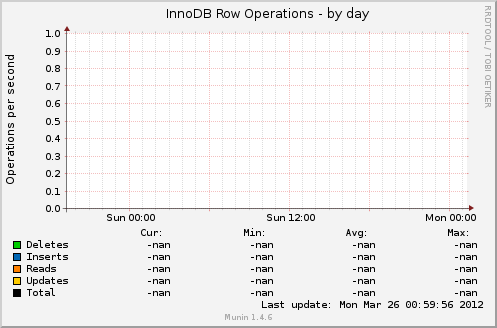 InnoDB Row Operations - by day
RRDTOOL / TOBI OETIKER
Operations per second
1.0
0.9
0.8
0.7
0.6
0.5
0.4
0.3
0.2
0.1
0.0
Sun 00:00 Sun 12:00 Mon 00:00
Cur: Min: Avg: Max:
Deletes -nan -nan -nan -nan
Inserts -nan -nan -nan -nan
Reads -nan -nan -nan -nan
Updates -nan -nan -nan -nan
Total -nan -nan -nan -nan
Last update: Mon Mar 26 00:59:56 2012
Munin 1.4.6